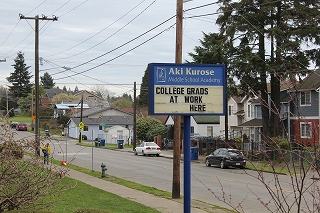 Aki Kurose
Middle School Academy
COLLEGE GRADS
AT WORK
HERE